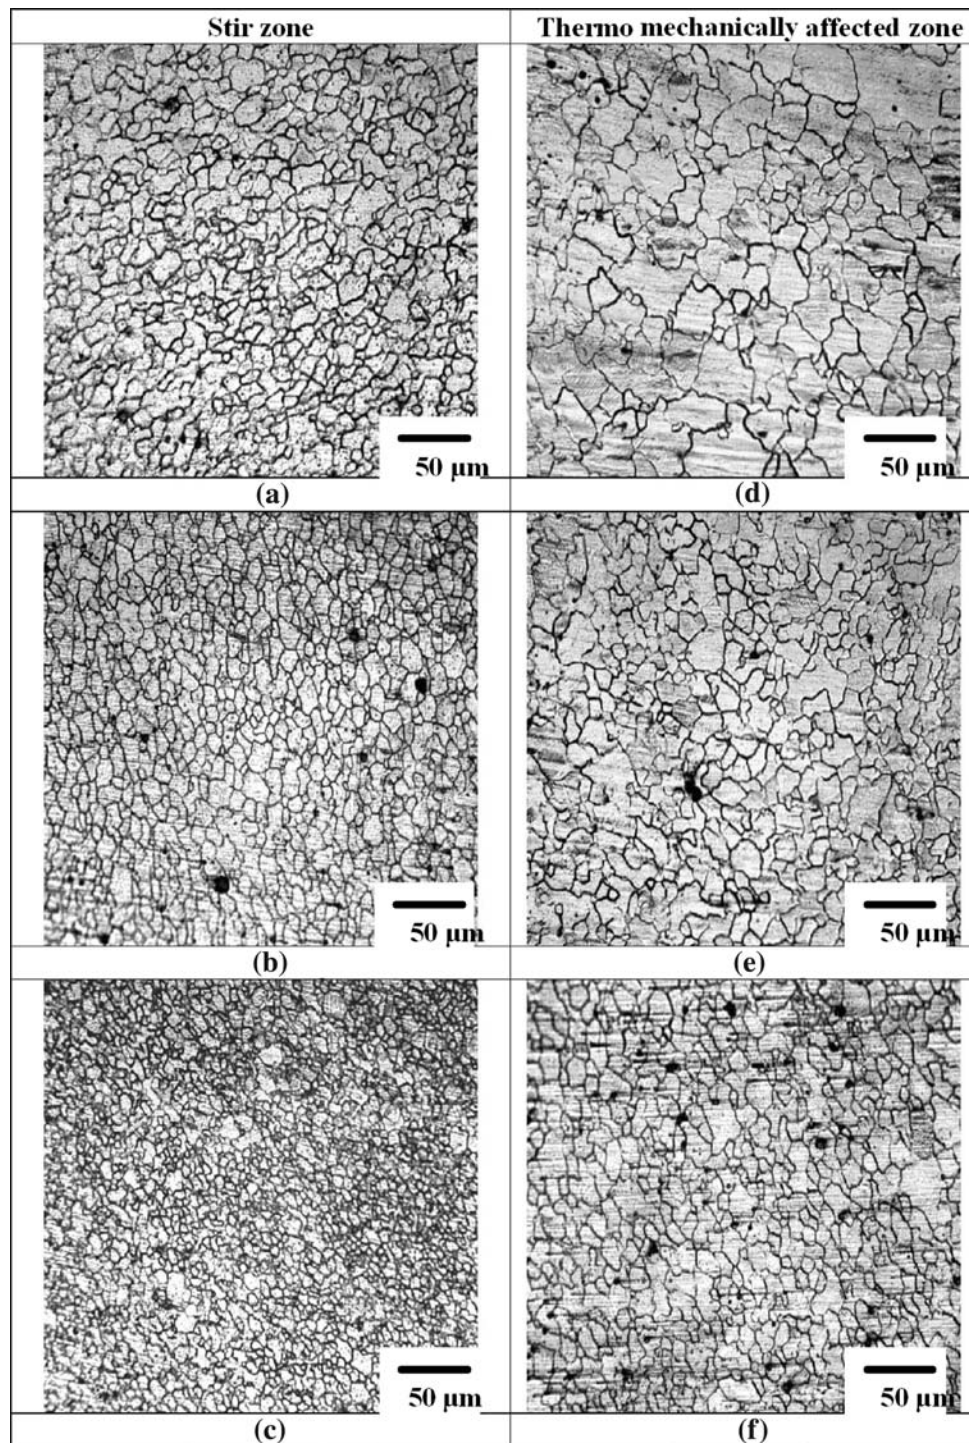 Stir zone
Thermo mechanically affected zone
50 µm
50 µm
(a)
(d)
50 µm
50 µm
(b)
(e)
50 µm
50 µm
(c)
(f)